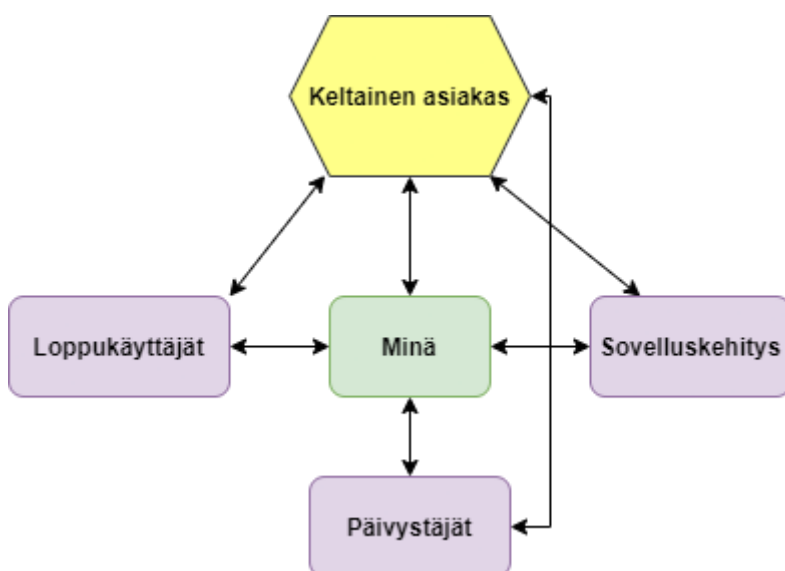 Keltainen asiakas
Loppukäyttäjät
Minä
Sovelluskehitys
Päivystäjät